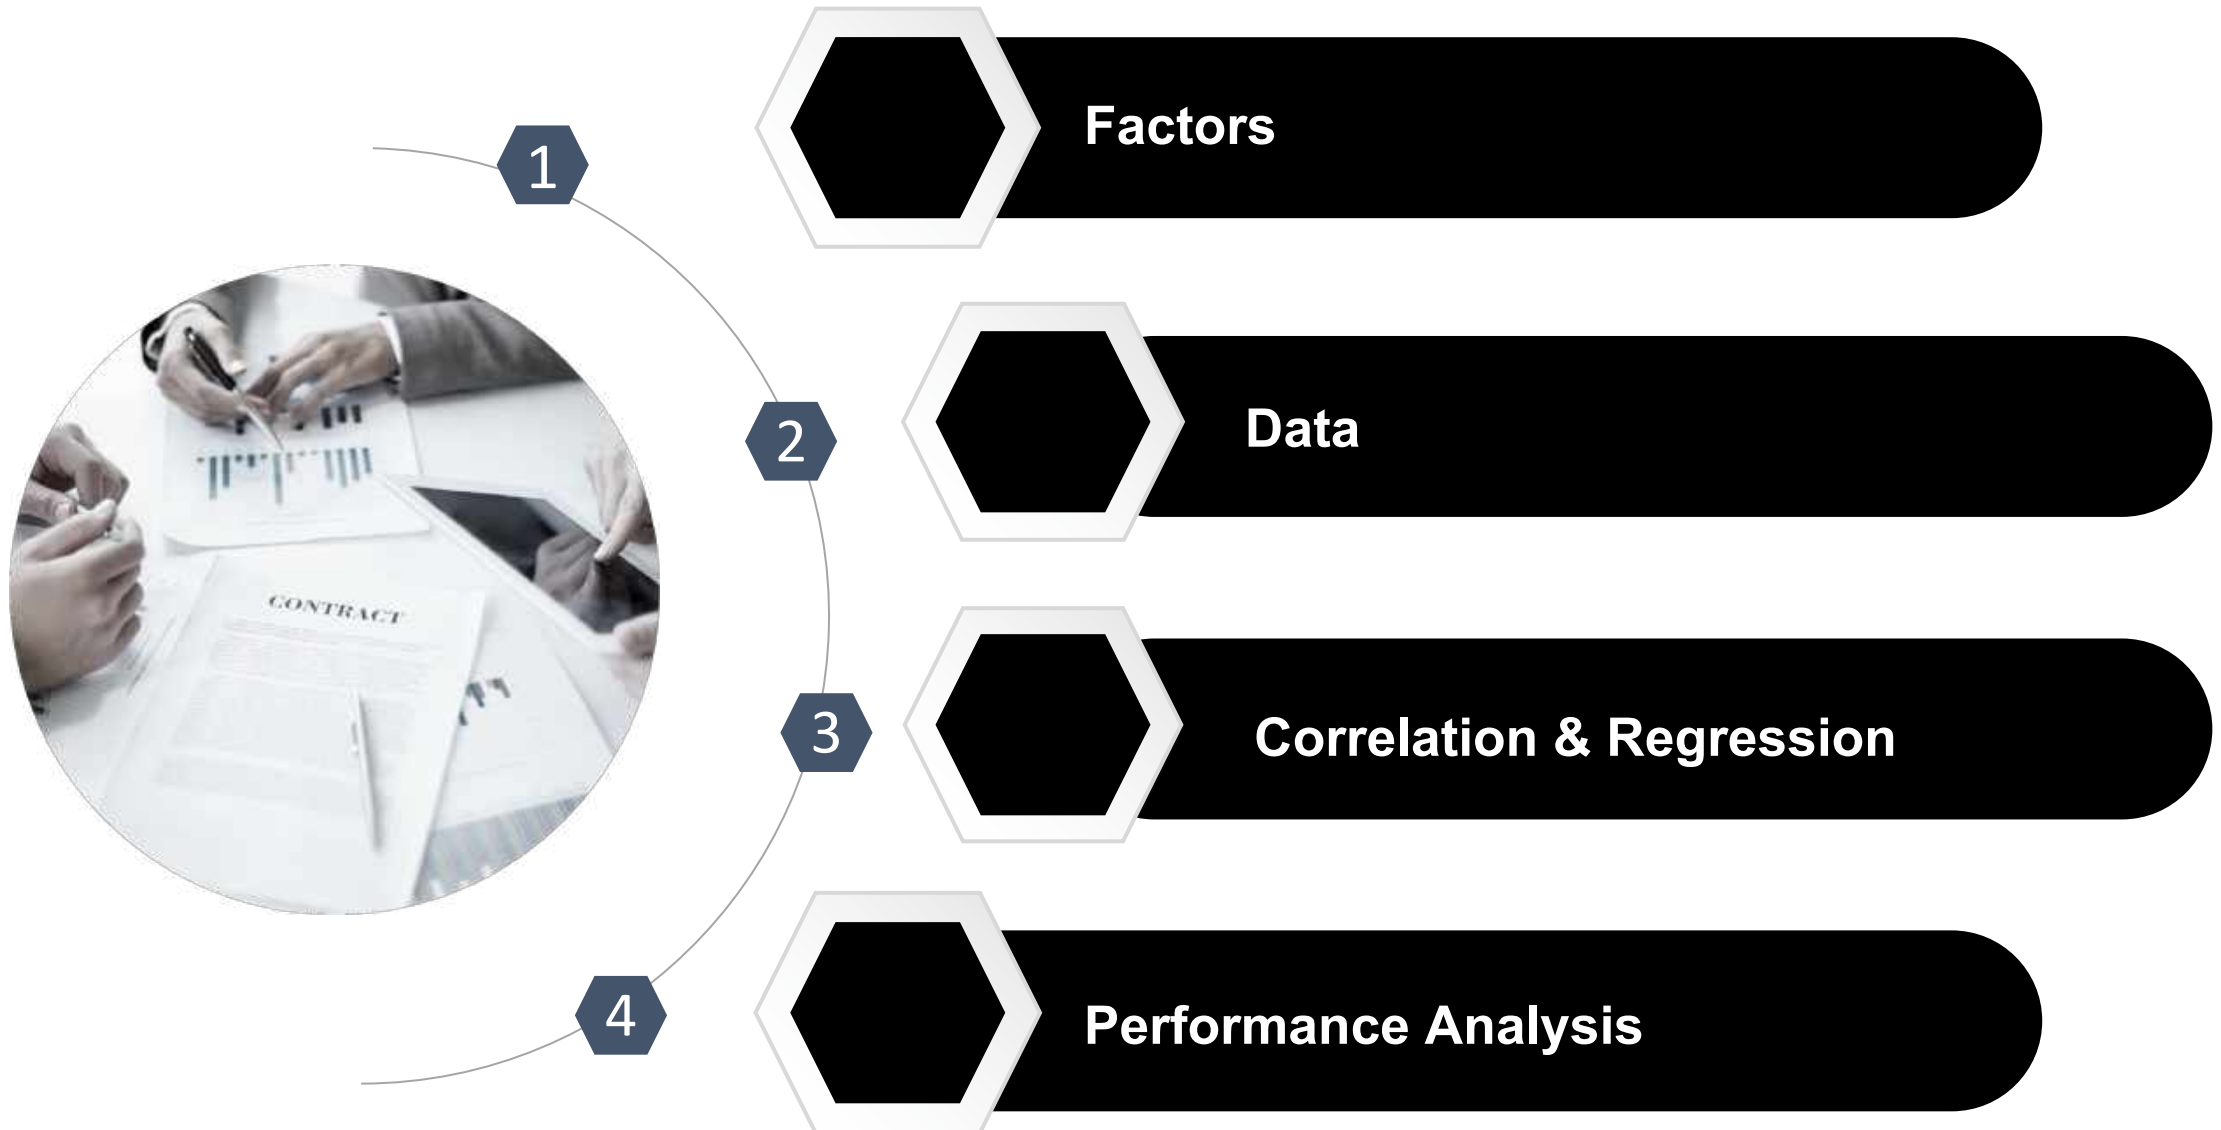 1
Factors
2
Data
CONTRACT
3
Correlation & Regression
4
Performance Analysis